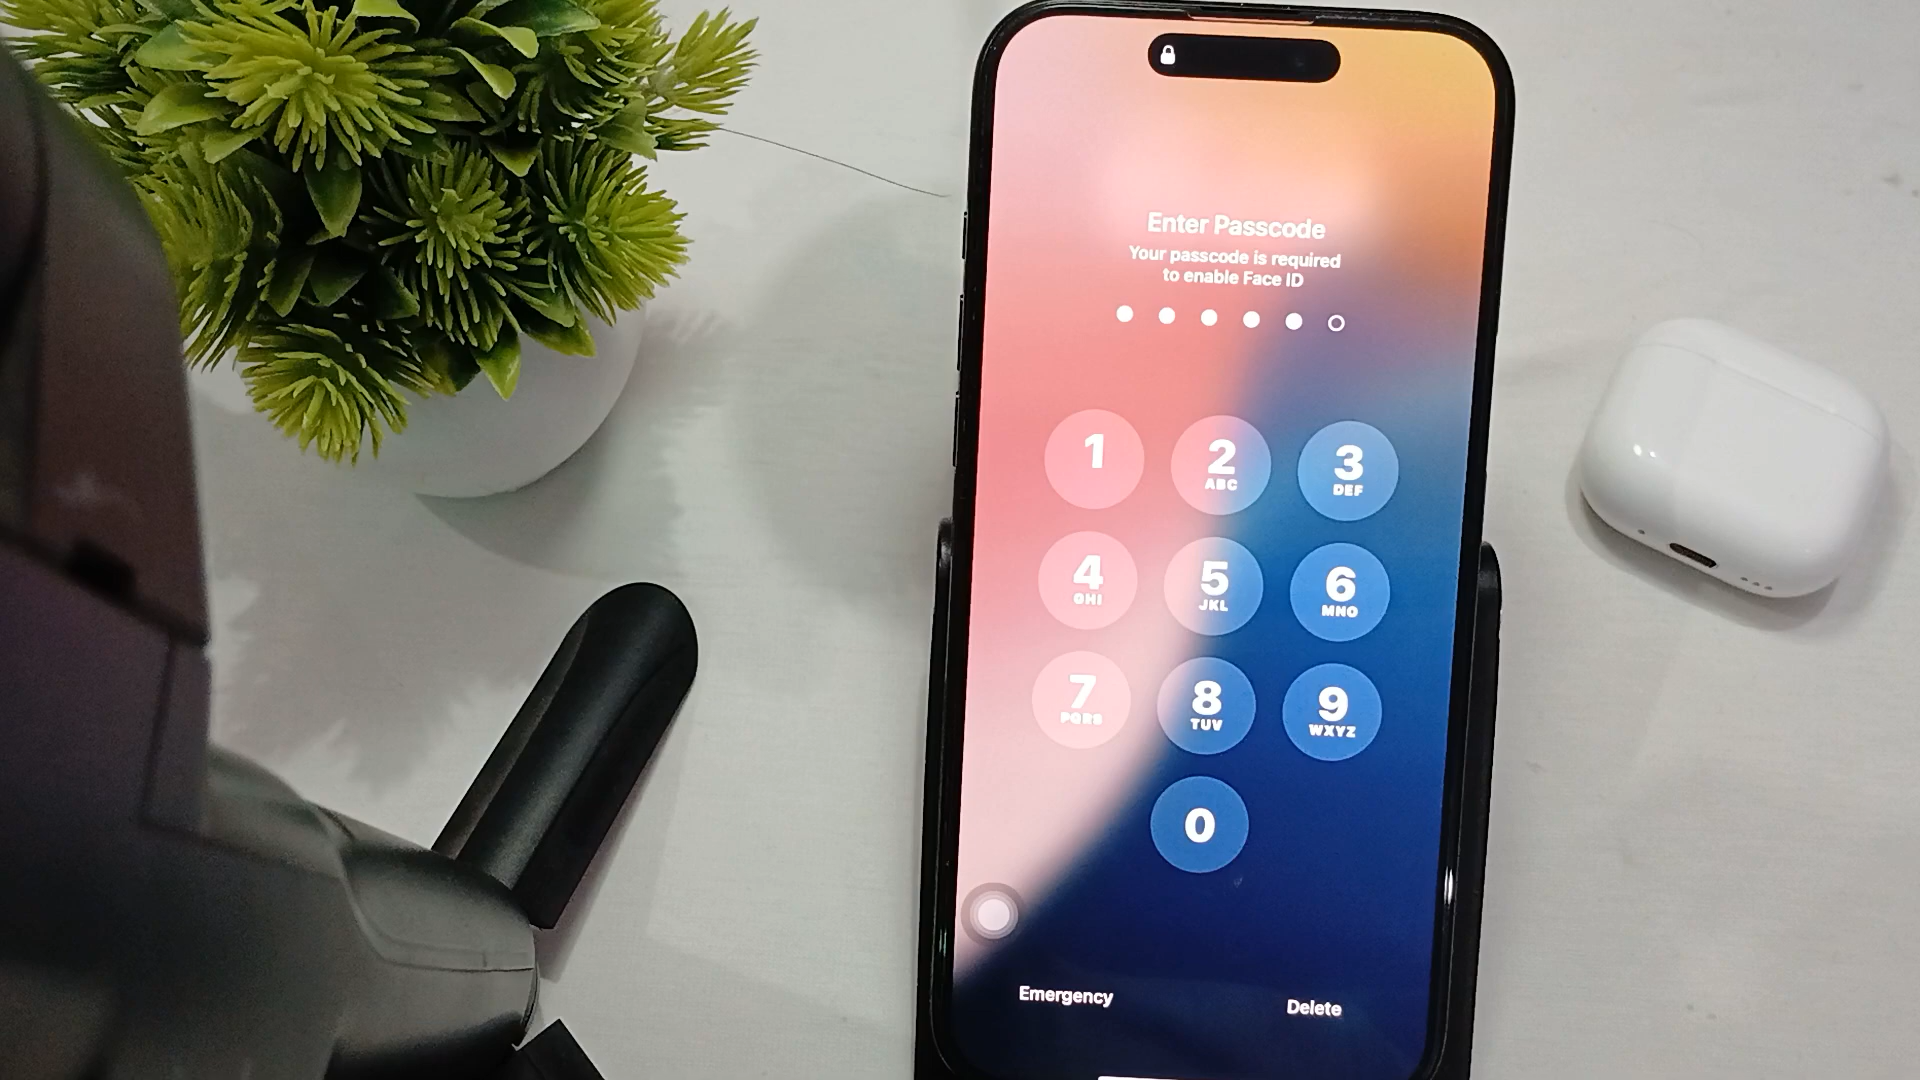 Enter Passcode
Your passcode is required
to enable Face ID
1
2
ABC
3
DEF
4
GHI
5
JKL
6
MNO
7
PQRS
8
TUV
9
WXYZ
0
Emergency
Delete